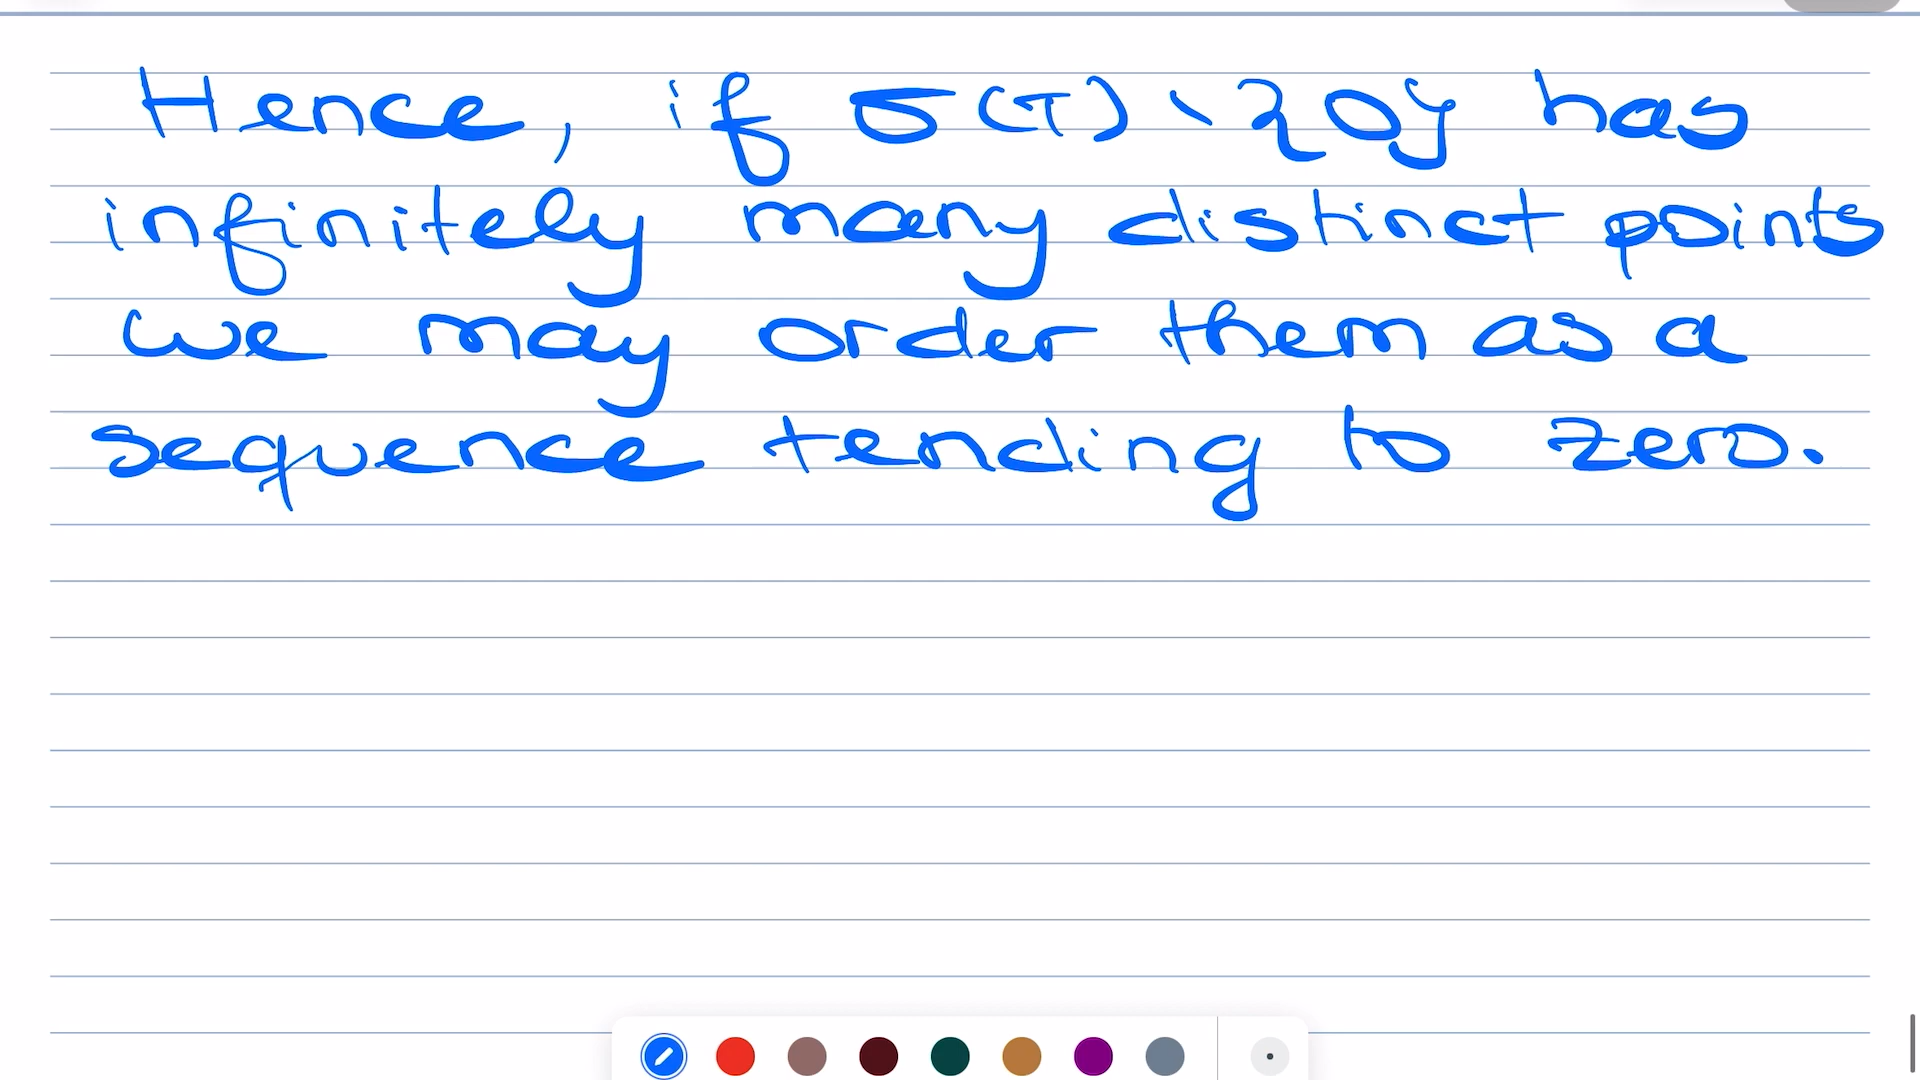 Hence, if σ(T) \ {0} has
infinitely many distinct points
we may order them as a
sequence tending to zero.